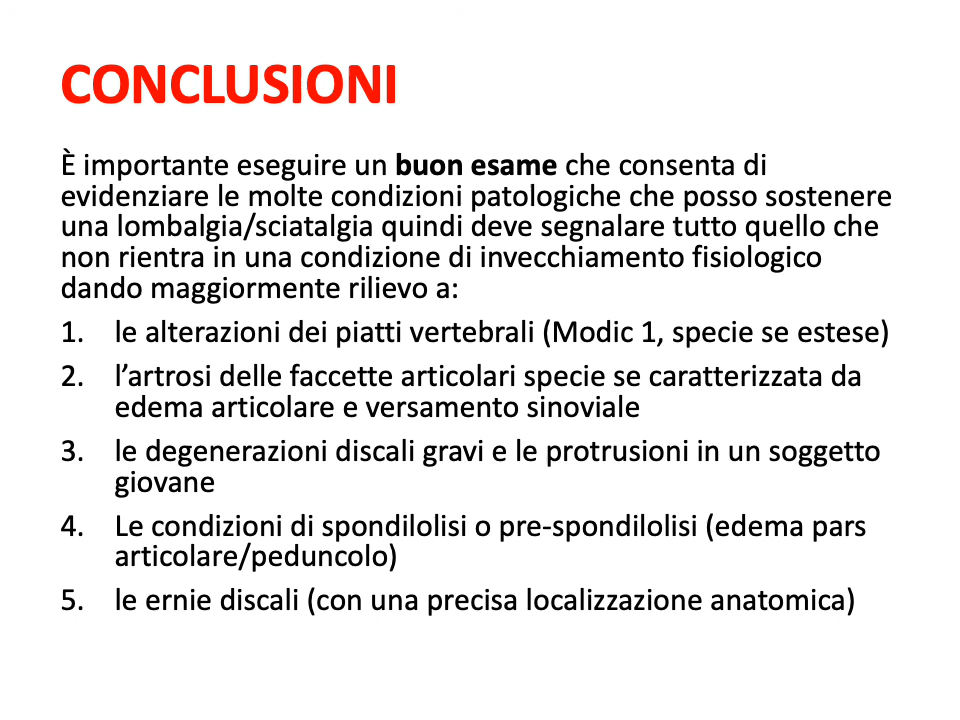 CONCLUSIONI
È importante eseguire un buon esame che consenta di
evidenziare le molte condizioni patologiche che posso sostenere
una lombalgia/sciatalgia quindi deve segnalare tutto quello che
non rientra in una condizione di invecchiamento fisiologico
dando maggiormente rilievo a:
1. le alterazioni dei piatti vertebrali (Modic 1, specie se estese)
2. l’artrosi delle faccette articolari specie se caratterizzata da
edema articolare e versamento sinoviale
3. le degenerazioni discali gravi e le protrusioni in un soggetto
giovane
4. Le condizioni di spondilolisi o pre-spondilolisi (edema pars
articolare/peduncolo)
5. le ernie discali (con una precisa localizzazione anatomica)